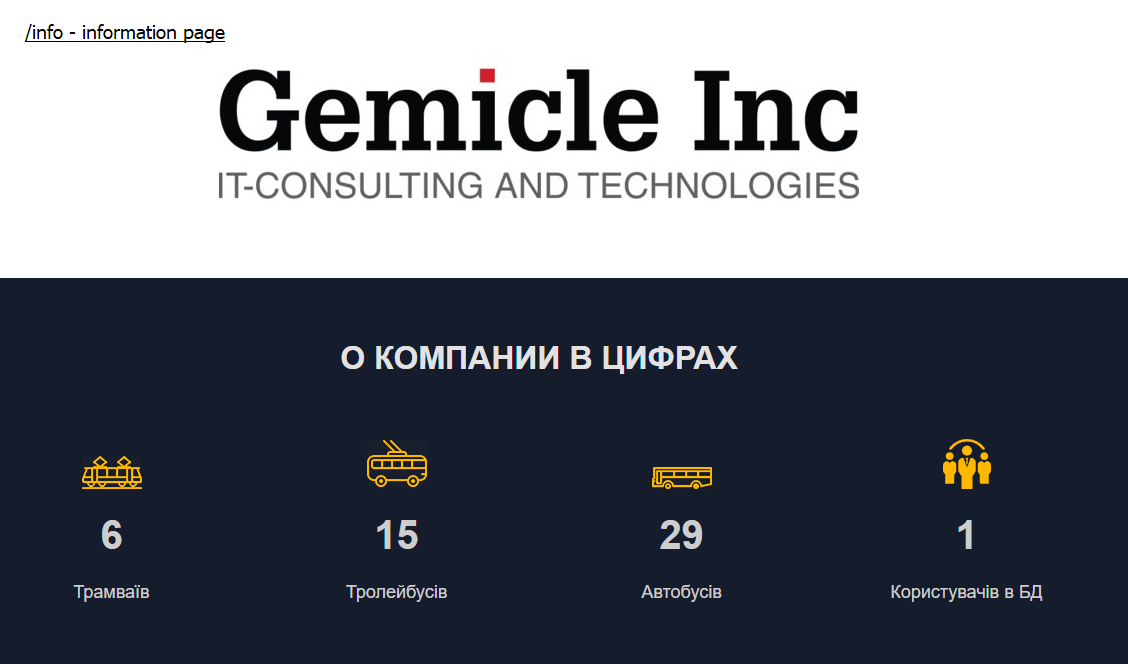 /info - information page
Gemicle Inc
IT-CONSULTING AND TECHNOLOGIES
О КОМПАНИИ В ЦИФРАХ
6
15
29
1
Трамваїв
Тролейбусів
Автобусів
Користувачів в БД